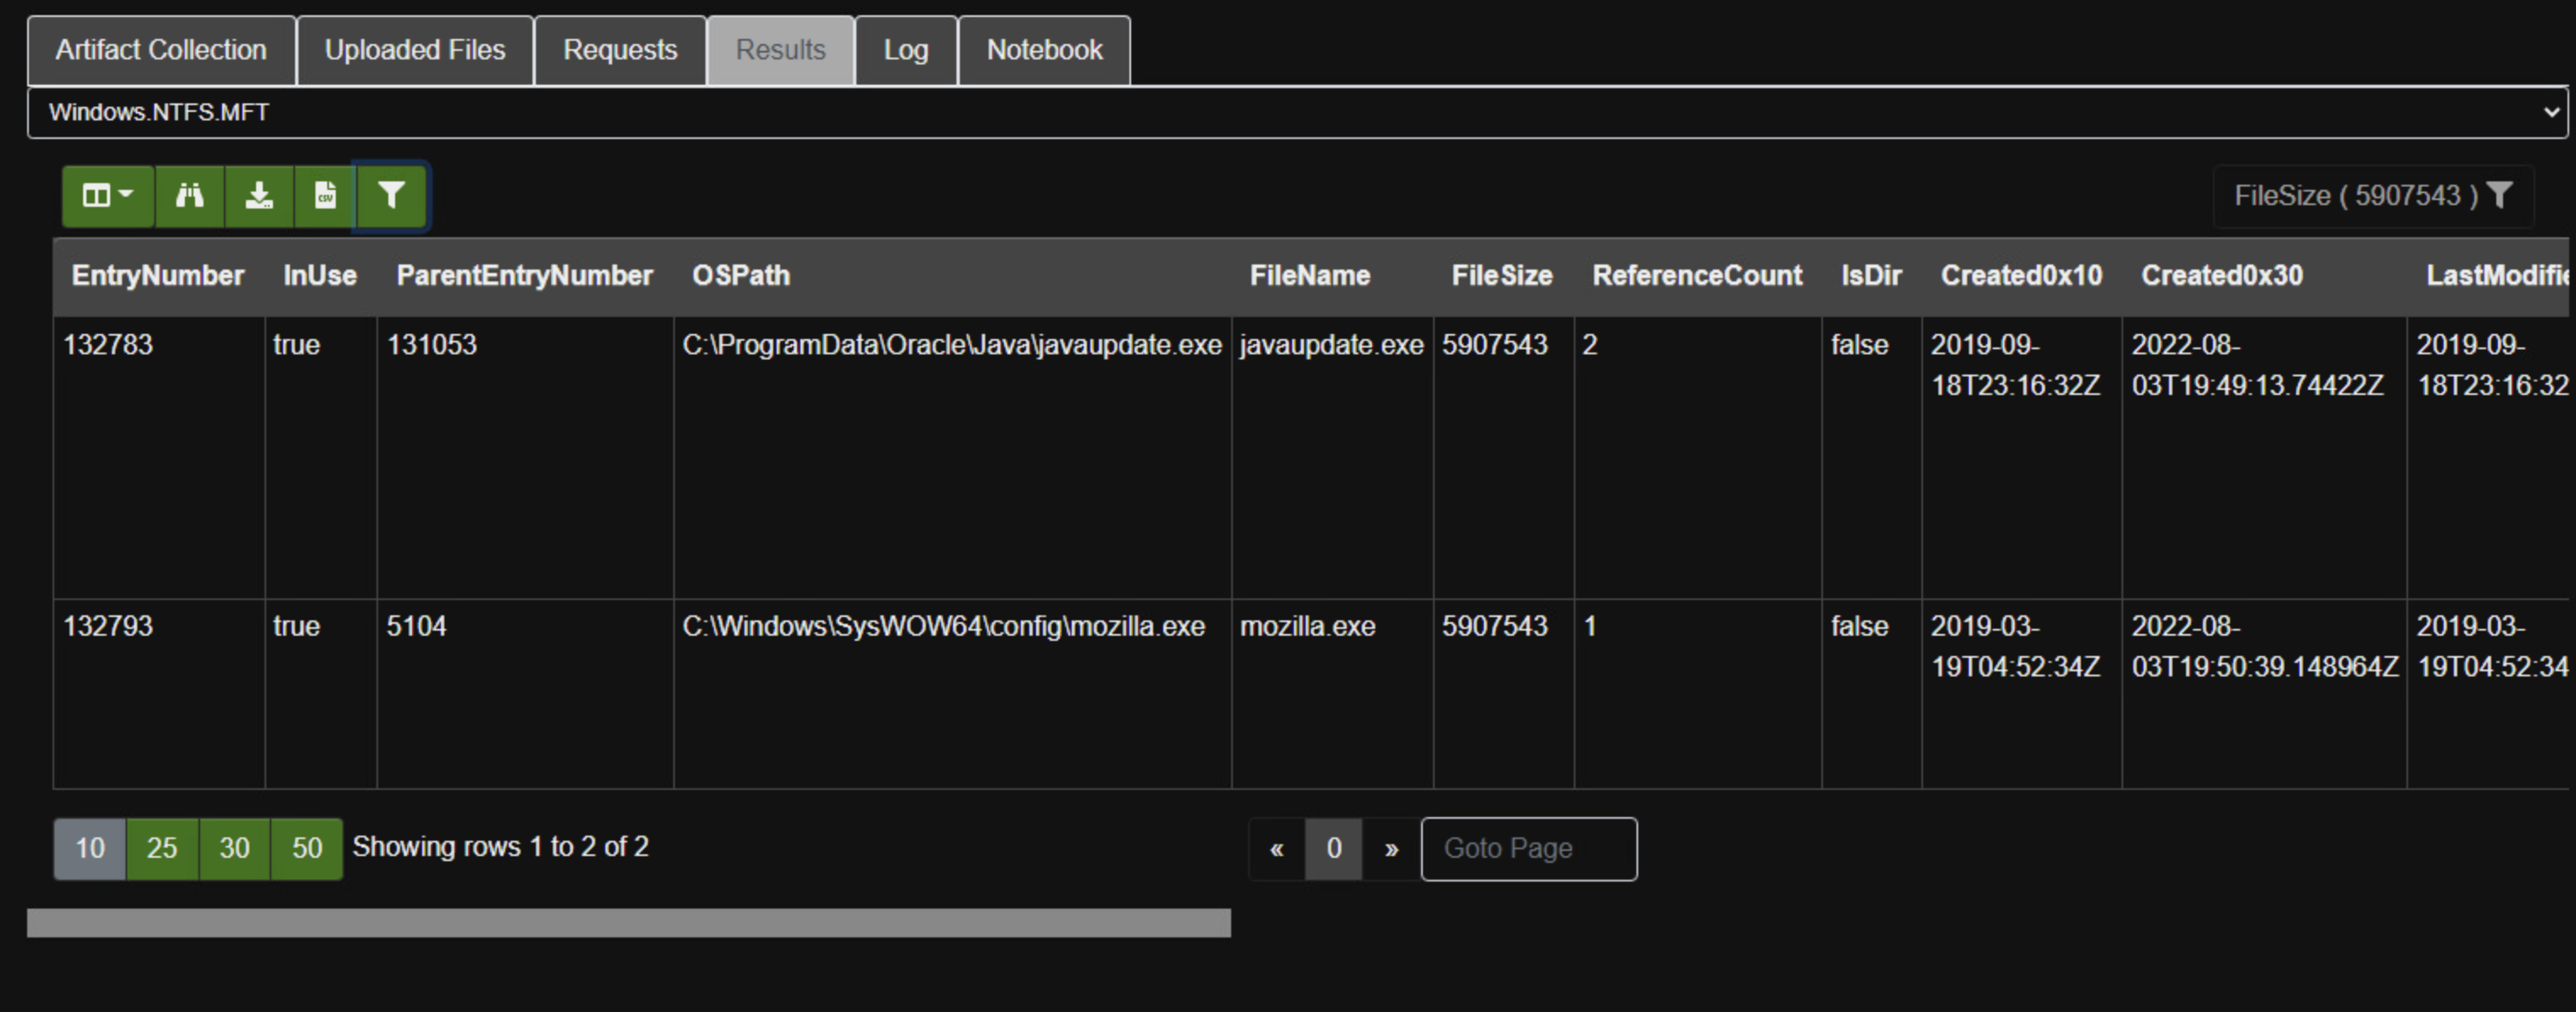 Artifact Collection Uploaded Files Requests Results Log Notebook
Windows.NTFS.MFT
csv
FileSize ( 5907543 )
EntryNumber InUse ParentEntryNumber OSPath FileName FileSize ReferenceCount IsDir Created0x10 Created0x30 LastModifie
132783 true 131053 C:\ProgramData\Oracle\Java\javaupdate.exe javaupdate.exe 5907543 2 false 2019-09- 2022-08- 2019-09-
18T23:16:32Z 03T19:49:13.74422Z 18T23:16:32
132793 true 5104 C:\Windows\SysWOW64\config\mozilla.exe mozilla.exe 5907543 1 false 2019-03- 2022-08- 2019-03-
19T04:52:34Z 03T19:50:39.148964Z 19T04:52:34
10 25 30 50 Showing rows 1 to 2 of 2 « 0 » Goto Page